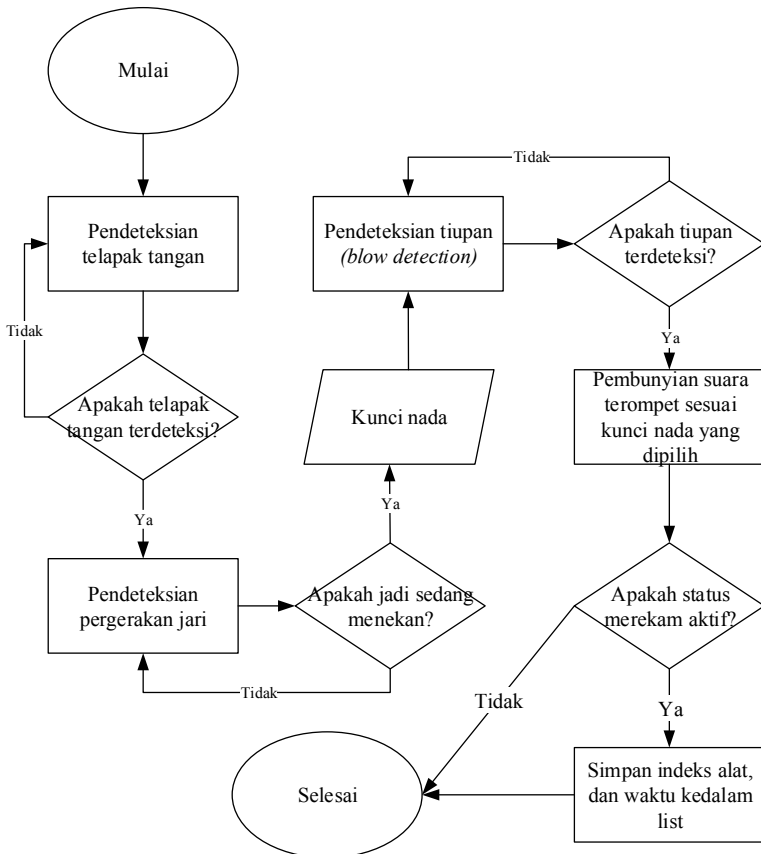 Mulai
Pendeteksian
telapak tangan
Tidak
Apakah telapak
tangan terdeteksi?
Ya
Pendeteksian
pergerakan jari
Apakah jadi sedang
menekan?
Tidak
Ya
Kunci nada
Pendeteksian tiupan
(blow detection)
Tidak
Apakah tiupan
terdeteksi?
Ya
Pembunyian suara
terompet sesuai
kunci nada yang
dipilih
Apakah status
merekam aktif?
Tidak
Ya
Simpan indeks alat,
dan waktu kedalam
list
Selesai